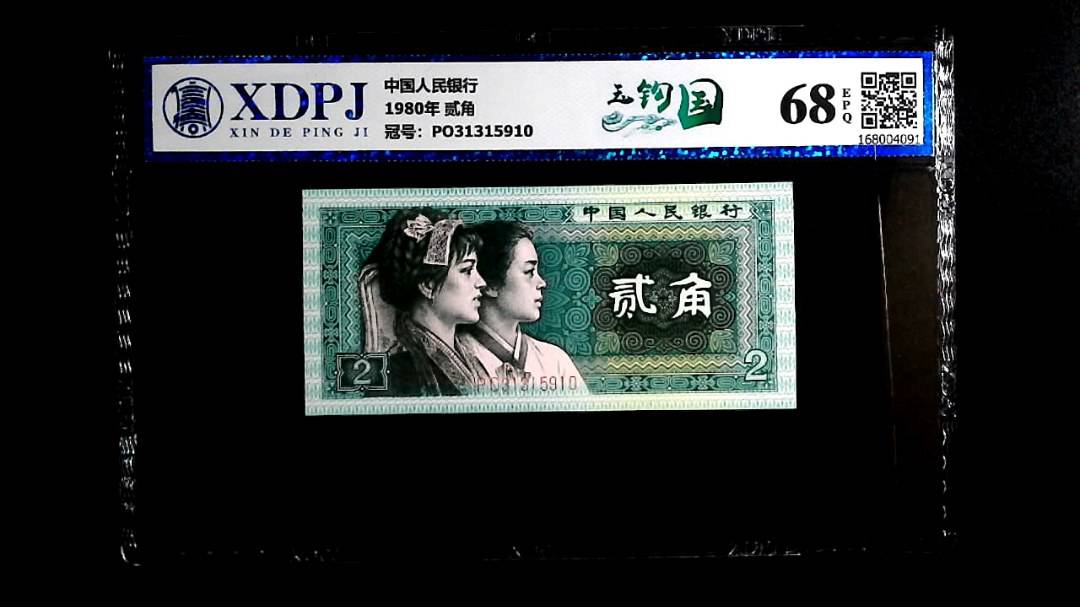 XDPJ
XIN DE PING JI
中国人民银行
1980年 贰角
冠号：PO31315910
玉钩国
68
EPQ
168004091
中国人民银行
贰角
2
2
PO31315910